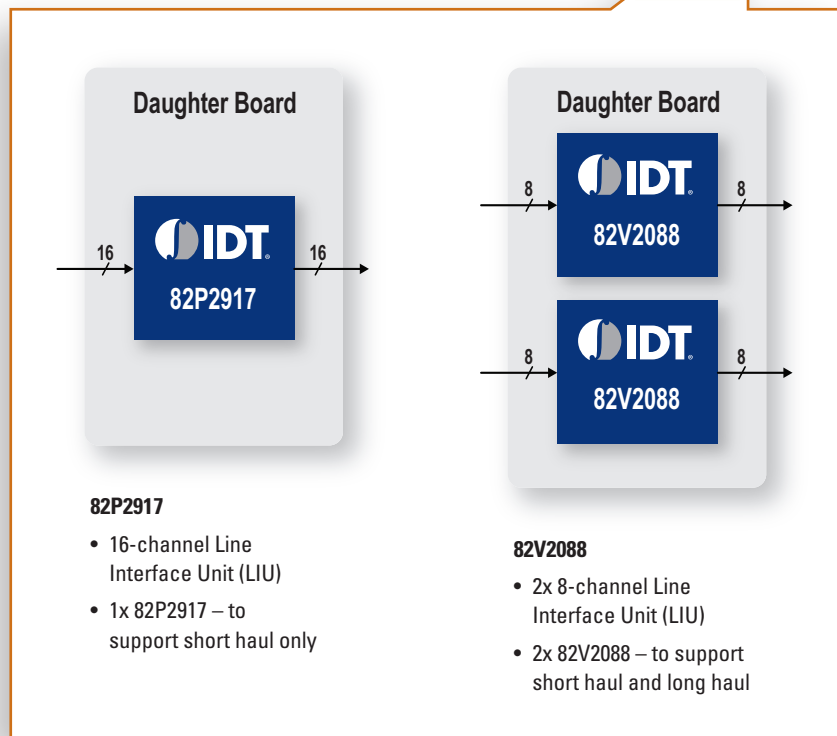 Daughter Board
16
IDT®
82P2917
16
82P2917
• 16-channel Line
Interface Unit (LIU)
• 1x 82P2917 – to
support short haul only
Daughter Board
8
IDT®
82V2088
8
8
IDT®
82V2088
8
82V2088
• 2x 8-channel Line
Interface Unit (LIU)
• 2x 82V2088 – to support
short haul and long haul